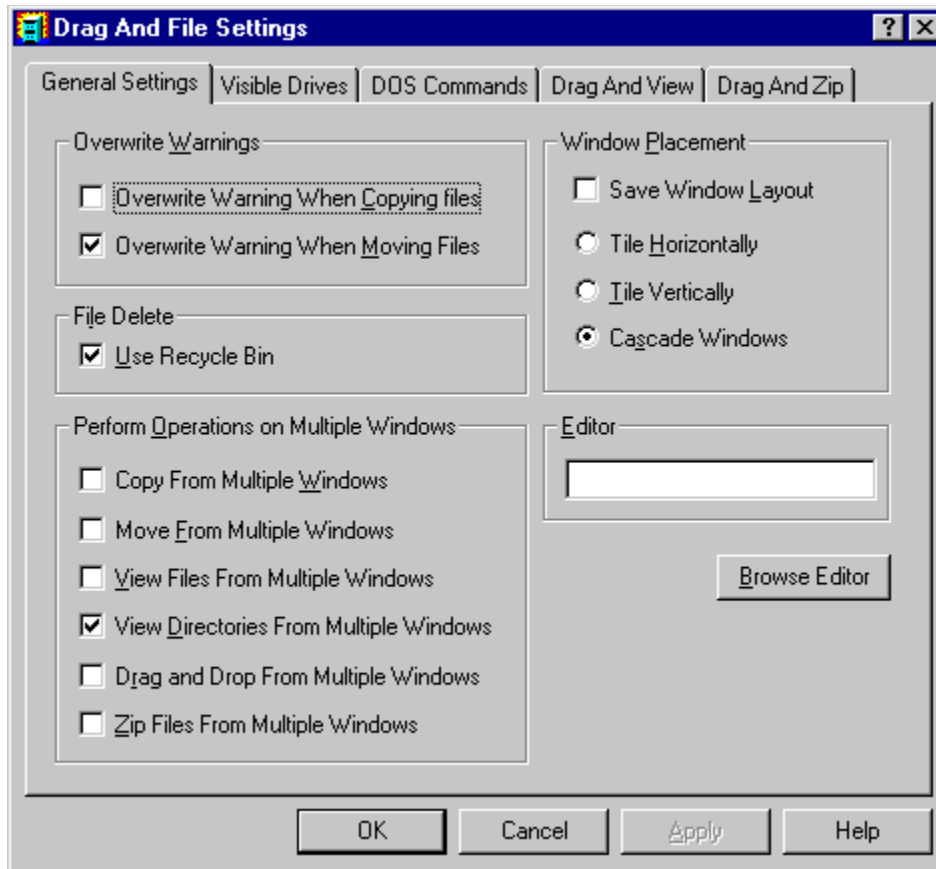 Drag And File Settings
General Settings
Visible Drives
DOS Commands
Drag And View
Drag And Zip
Overwrite Warnings
Overwrite Warning When Copying files
Overwrite Warning When Moving Files
File Delete
Use Recycle Bin
Perform Operations on Multiple Windows
Copy From Multiple Windows
Move From Multiple Windows
View Files From Multiple Windows
View Directories From Multiple Windows
Drag and Drop From Multiple Windows
Zip Files From Multiple Windows
Window Placement
Save Window Layout
Tile Horizontally
Tile Vertically
Cascade Windows
Editor
Browse Editor
OK
Cancel
Apply
Help